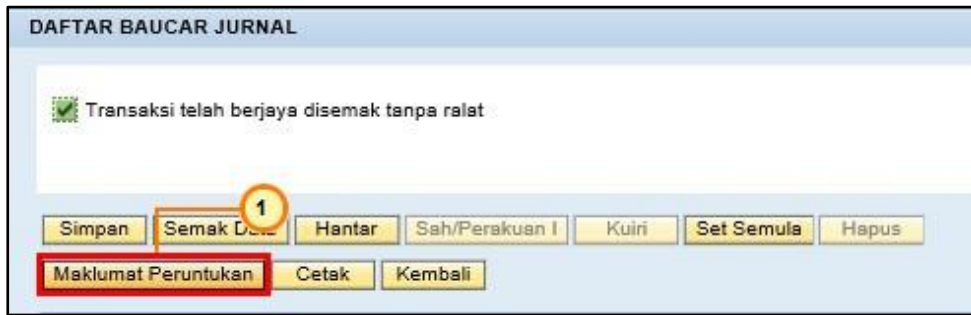 DAFTAR BAUCAR JURNAL
Transaksi telah berjaya disemak tanpa ralat
1
Simpan Semak Data Hantar Sah/Perakuan I Kuiri Set Semula Hapus
Maklumat Peruntukan Cetak Kembali